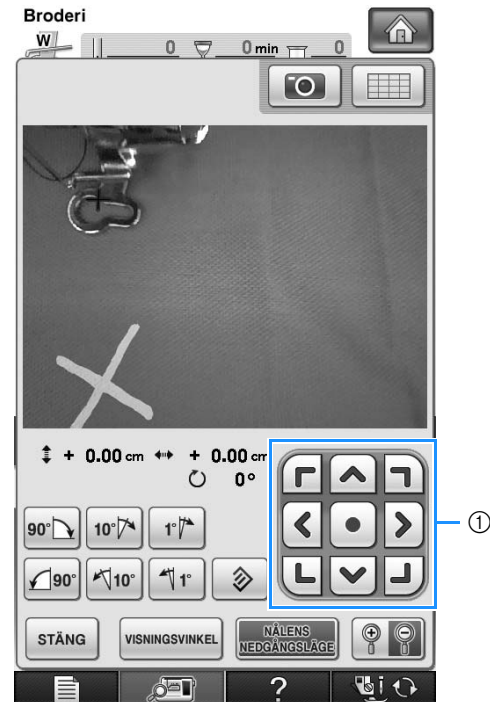 Broderi
W 0 0 min 0
+ 0.00 cm + 0.00 cm
0°
90° 10° 1°
90° 10° 1°
①
STÄNG VISNINGSVINKEL NÅLENS NEDGÅNGSLÄGE
?